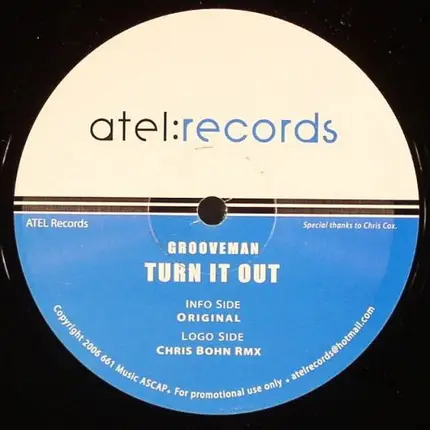 atel:records
ATEL Records
Special thanks to Chris Cox.
GROOVEMAN
TURN IT OUT
INFO SIDE
ORIGINAL
LOGO SIDE
CHRIS BOHN RMX
Copyright 2006 661 Music ASCAP. For promotional use only • atelrecords@hotmail.com